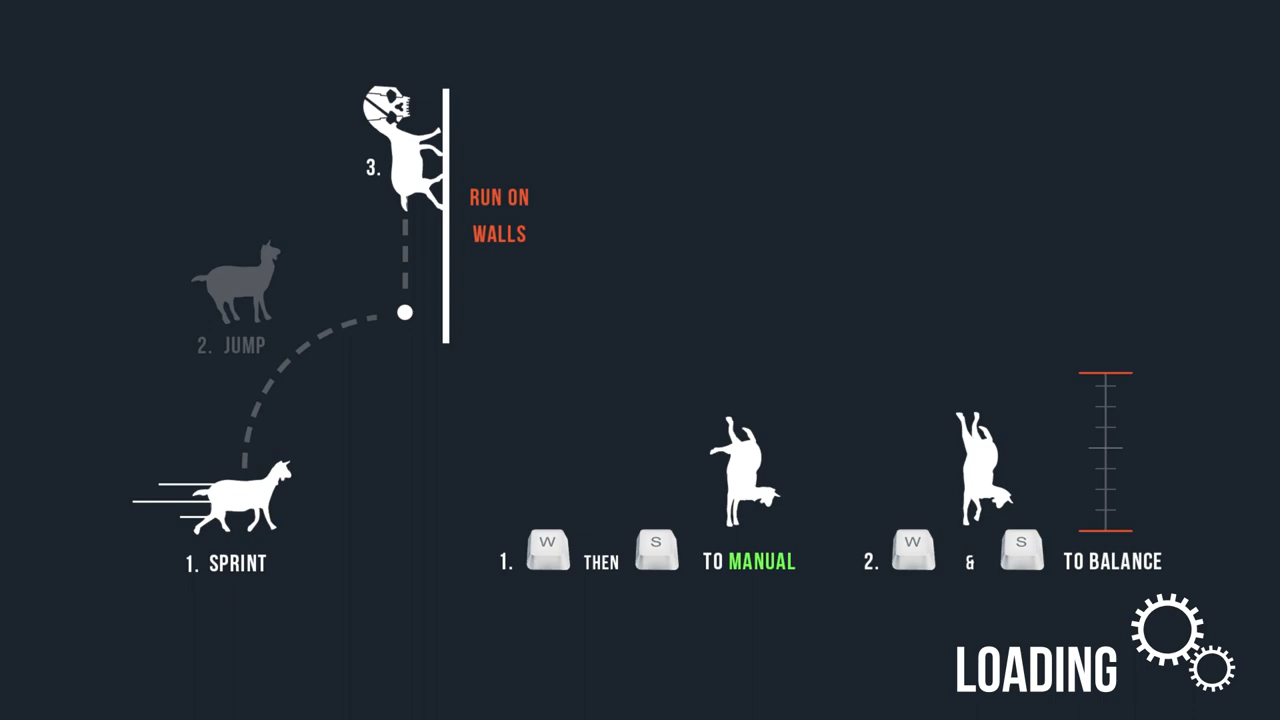 3.
RUN ON
WALLS
2. JUMP
1. SPRINT
1. W THEN S TO MANUAL
2. W & S TO BALANCE
LOADING